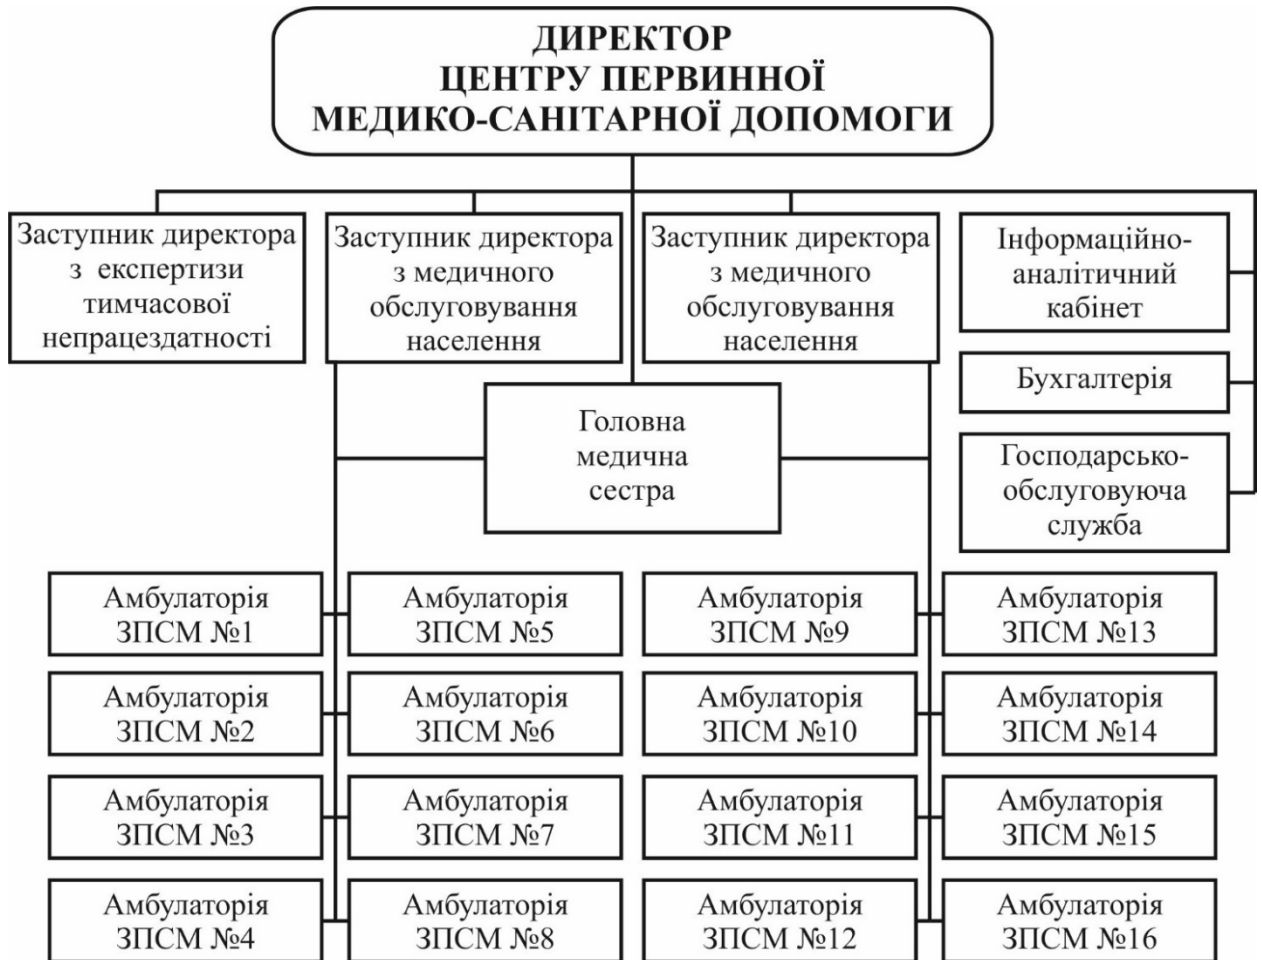 ДИРЕКТОР
ЦЕНТРУ ПЕРВИННОЇ
МЕДИКО-САНІТАРНОЇ ДОПОМОГИ
Заступник директора
з експертизи
тимчасової
непрацездатності
Заступник директора
з медичного
обслуговування
населення
Заступник директора
з медичного
обслуговування
населення
Інформаційно-
аналітичний
кабінет
Бухгалтерія
Господарсько-
обслуговуюча
служба
Головна
медична
сестра
Амбулаторія
ЗПСМ №1
Амбулаторія
ЗПСМ №5
Амбулаторія
ЗПСМ №9
Амбулаторія
ЗПСМ №13
Амбулаторія
ЗПСМ №2
Амбулаторія
ЗПСМ №6
Амбулаторія
ЗПСМ №10
Амбулаторія
ЗПСМ №14
Амбулаторія
ЗПСМ №3
Амбулаторія
ЗПСМ №7
Амбулаторія
ЗПСМ №11
Амбулаторія
ЗПСМ №15
Амбулаторія
ЗПСМ №4
Амбулаторія
ЗПСМ №8
Амбулаторія
ЗПСМ №12
Амбулаторія
ЗПСМ №16